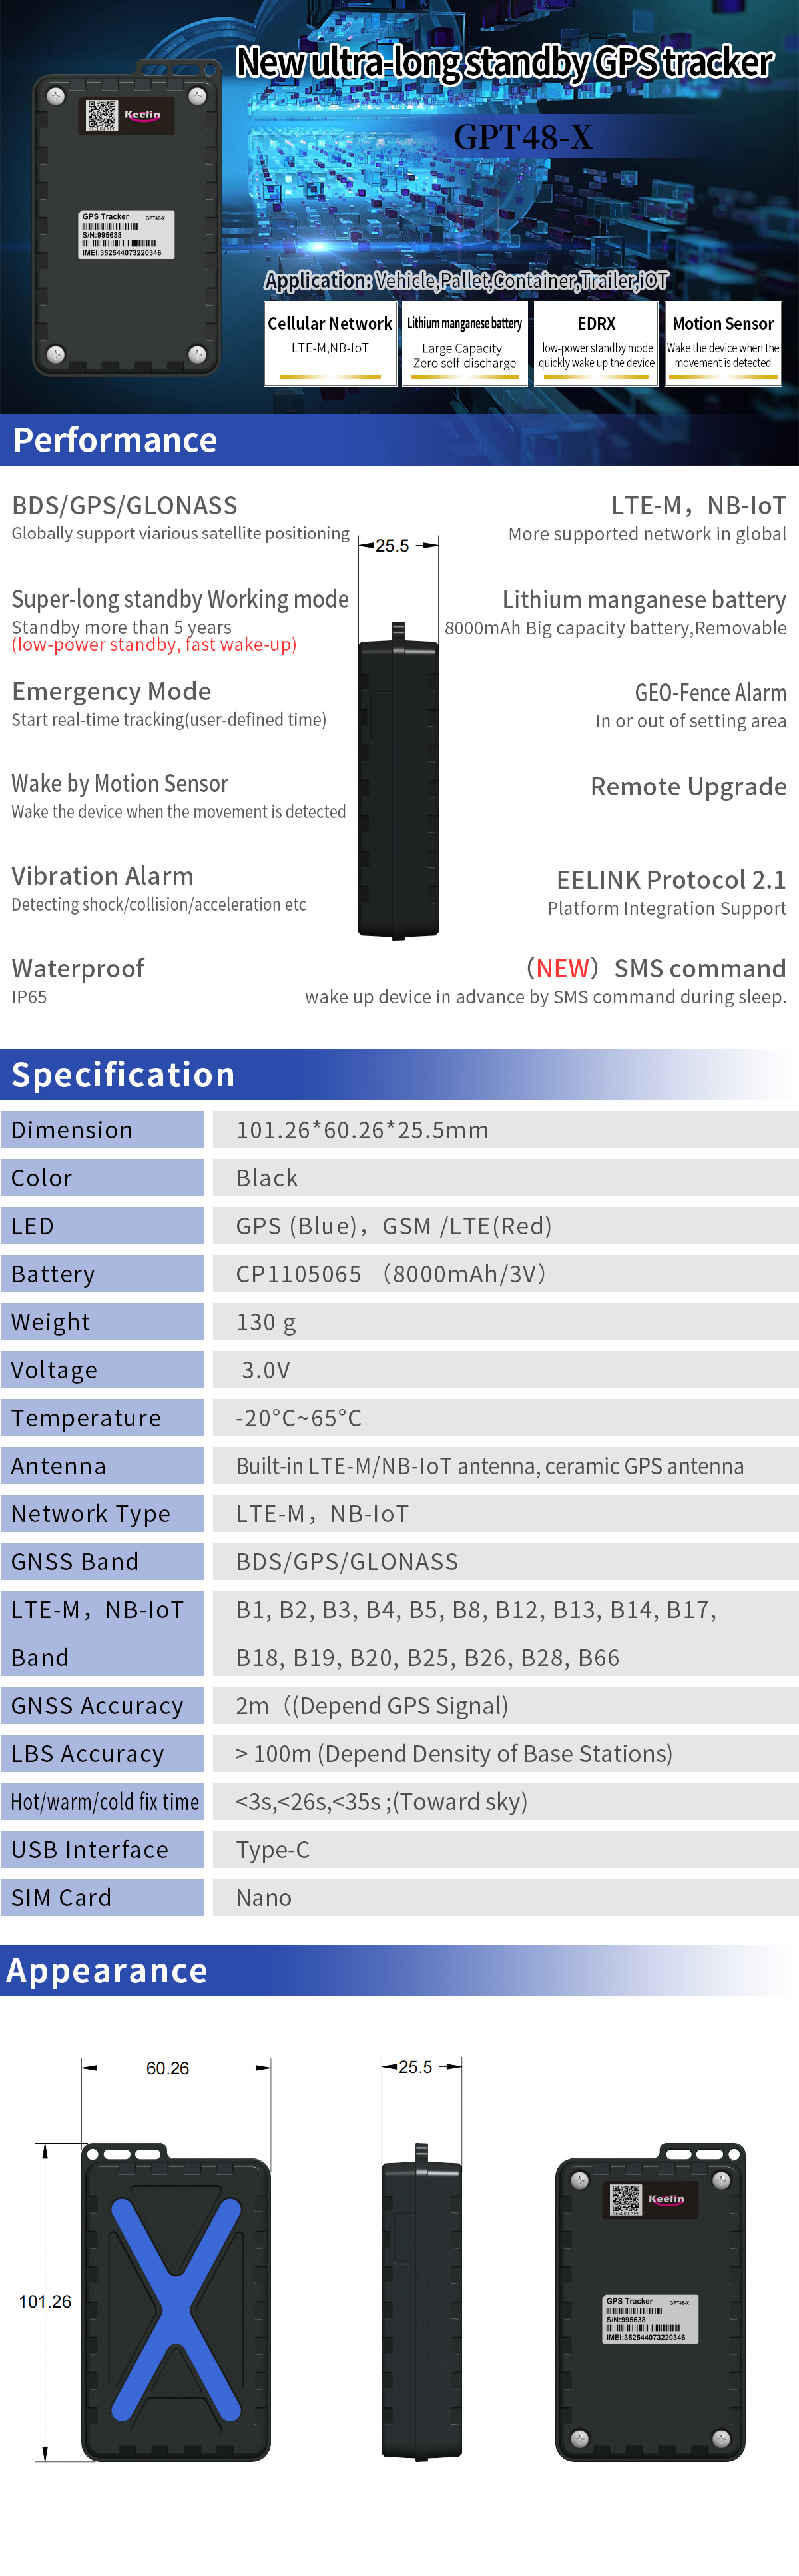 New ultra-long standby GPS tracker
GPT48-X
Keelin
KEELIN APP
GPS Tracker GPT48-X
S/N:995638
IMEI:352544073220346
Application: Vehicle,Pallet,Container,Trailer,iOT
Cellular Network
LTE-M,NB-IoT
Lithium manganese battery
Large Capacity
Zero self-discharge
EDRX
low-power standby mode
quickly wake up the device
Motion Sensor
Wake the device when the
movement is detected
Performance
BDS/GPS/GLONASS
Globally support viarious satellite positioning
Super-long standby Working mode
Standby more than 5 years
(low-power standby, fast wake-up)
Emergency Mode
Start real-time tracking(user-defined time)
Wake by Motion Sensor
Wake the device when the movement is detected
Vibration Alarm
Detecting shock/collision/acceleration etc
Waterproof
IP65
25.5
LTE-M，NB-IoT
More supported network in global
Lithium manganese battery
8000mAh Big capacity battery,Removable
GEO-Fence Alarm
In or out of setting area
Remote Upgrade
EELINK Protocol 2.1
Platform Integration Support
（NEW）SMS command
wake up device in advance by SMS command during sleep.
Specification
Dimension 101.26*60.26*25.5mm
Color Black
LED GPS (Blue)，GSM /LTE(Red)
Battery CP1105065 （8000mAh/3V）
Weight 130 g
Voltage 3.0V
Temperature -20°C~65°C
Antenna Built-in LTE-M/NB-IoT antenna, ceramic GPS antenna
Network Type LTE-M，NB-IoT
GNSS Band BDS/GPS/GLONASS
LTE-M，NB-IoT B1, B2, B3, B4, B5, B8, B12, B13, B14, B17,
Band B18, B19, B20, B25, B26, B28, B66
GNSS Accuracy 2m（(Depend GPS Signal)
LBS Accuracy > 100m (Depend Density of Base Stations)
Hot/warm/cold fix time <3s,<26s,<35s ;(Toward sky)
USB Interface Type-C
SIM Card Nano
Appearance
60.26
25.5
101.26
Keelin
KEELIN APP
GPS Tracker GPT48-X
S/N:995638
IMEI:352544073220346